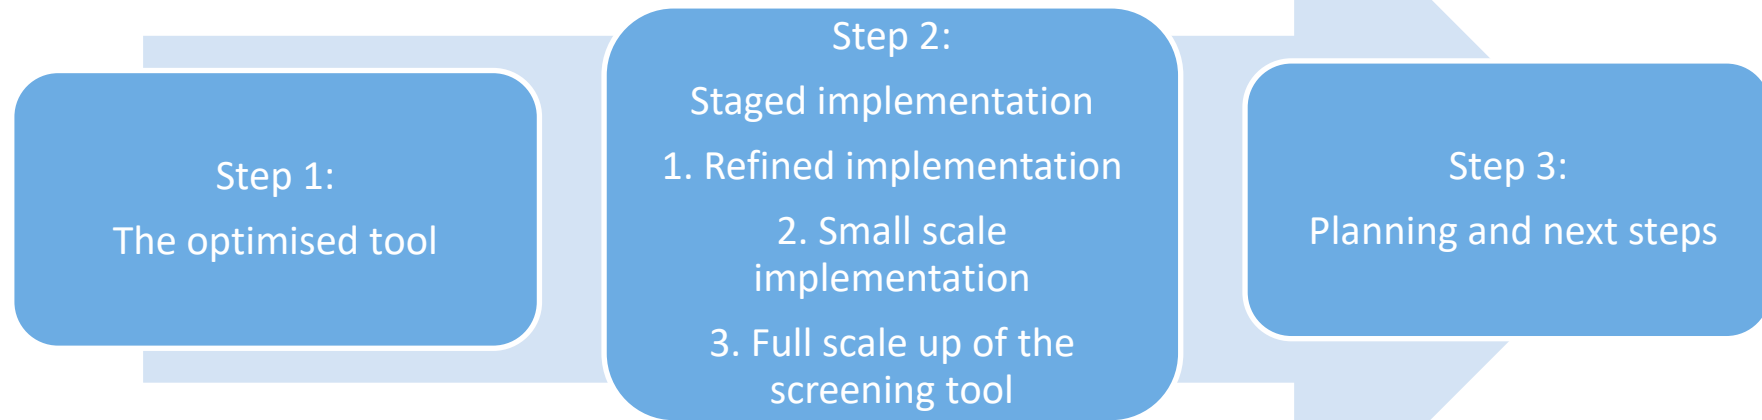 Step 1:
The optimised tool
Step 2:
Staged implementation
1. Refined implementation
2. Small scale
implementation
3. Full scale up of the
screening tool
Step 3:
Planning and next steps